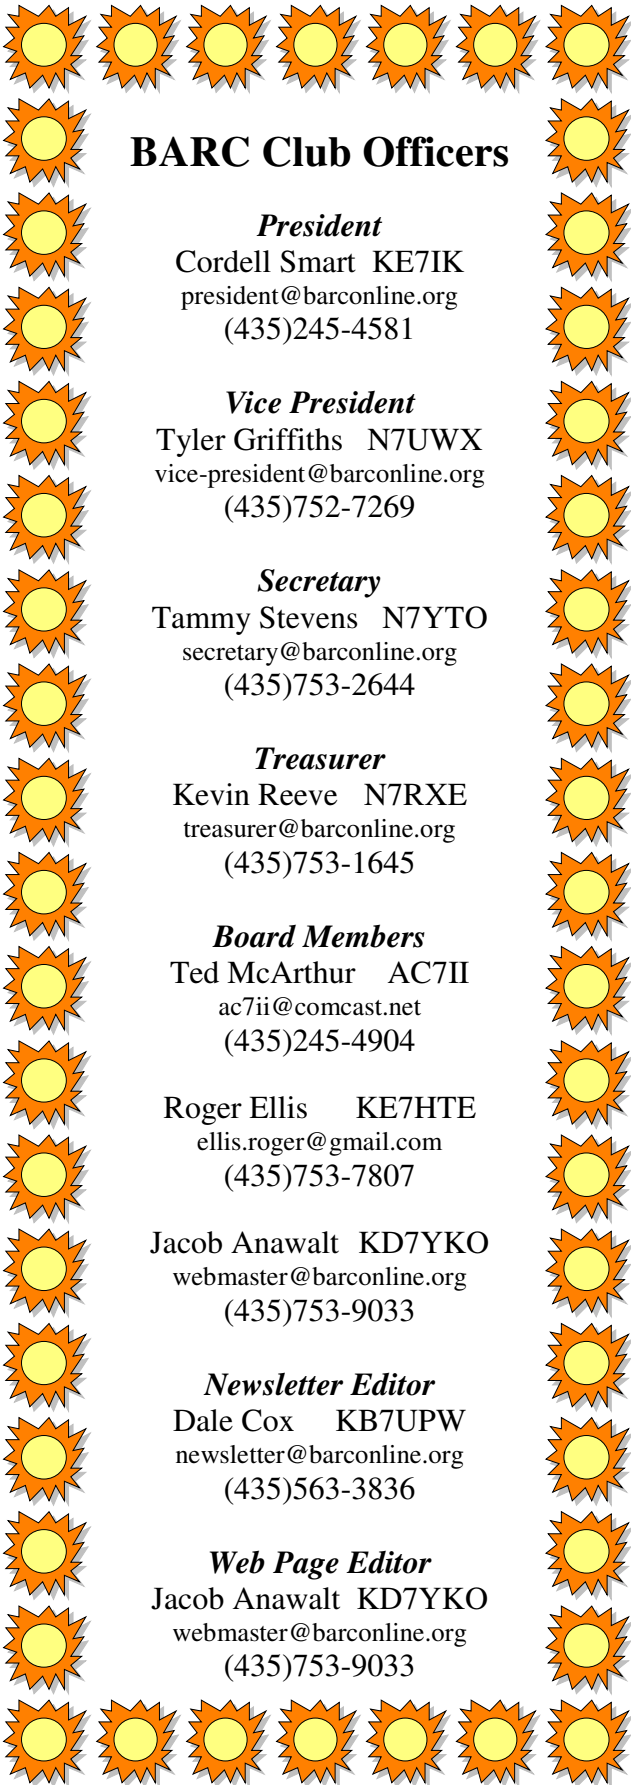 BARC Club Officers
President
Cordell Smart KE7IK
president@barconline.org
(435)245-4581
Vice President
Tyler Griffiths N7UWX
vice-president@barconline.org
(435)752-7269
Secretary
Tammy Stevens N7YTO
secretary@barconline.org
(435)753-2644
Treasurer
Kevin Reeve N7RXE
treasurer@barconline.org
(435)753-1645
Board Members
Ted McArthur AC7II
ac7ii@comcast.net
(435)245-4904
Roger Ellis KE7HTE
ellis.roger@gmail.com
(435)753-7807
Jacob Anawalt KD7YKO
webmaster@barconline.org
(435)753-9033
Newsletter Editor
Dale Cox KB7UPW
newsletter@barconline.org
(435)563-3836
Web Page Editor
Jacob Anawalt KD7YKO
webmaster@barconline.org
(435)753-9033